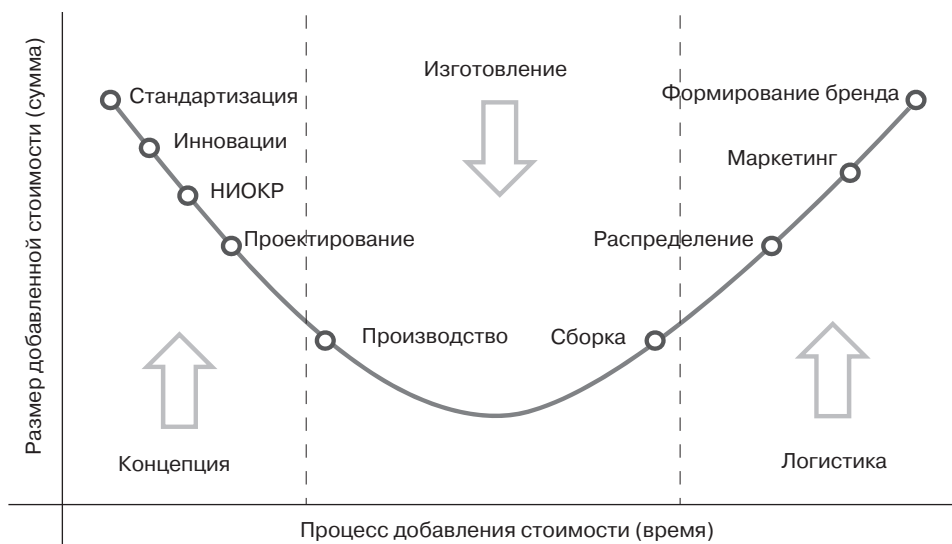 Размер добавленной стоимости (сумма)
Изготовление
Стандартизация
Формирование бренда
Инновации
Маркетинг
НИОКР
Проектирование
Распределение
Производство
Сборка
Концепция
Логистика
Процесс добавления стоимости (время)